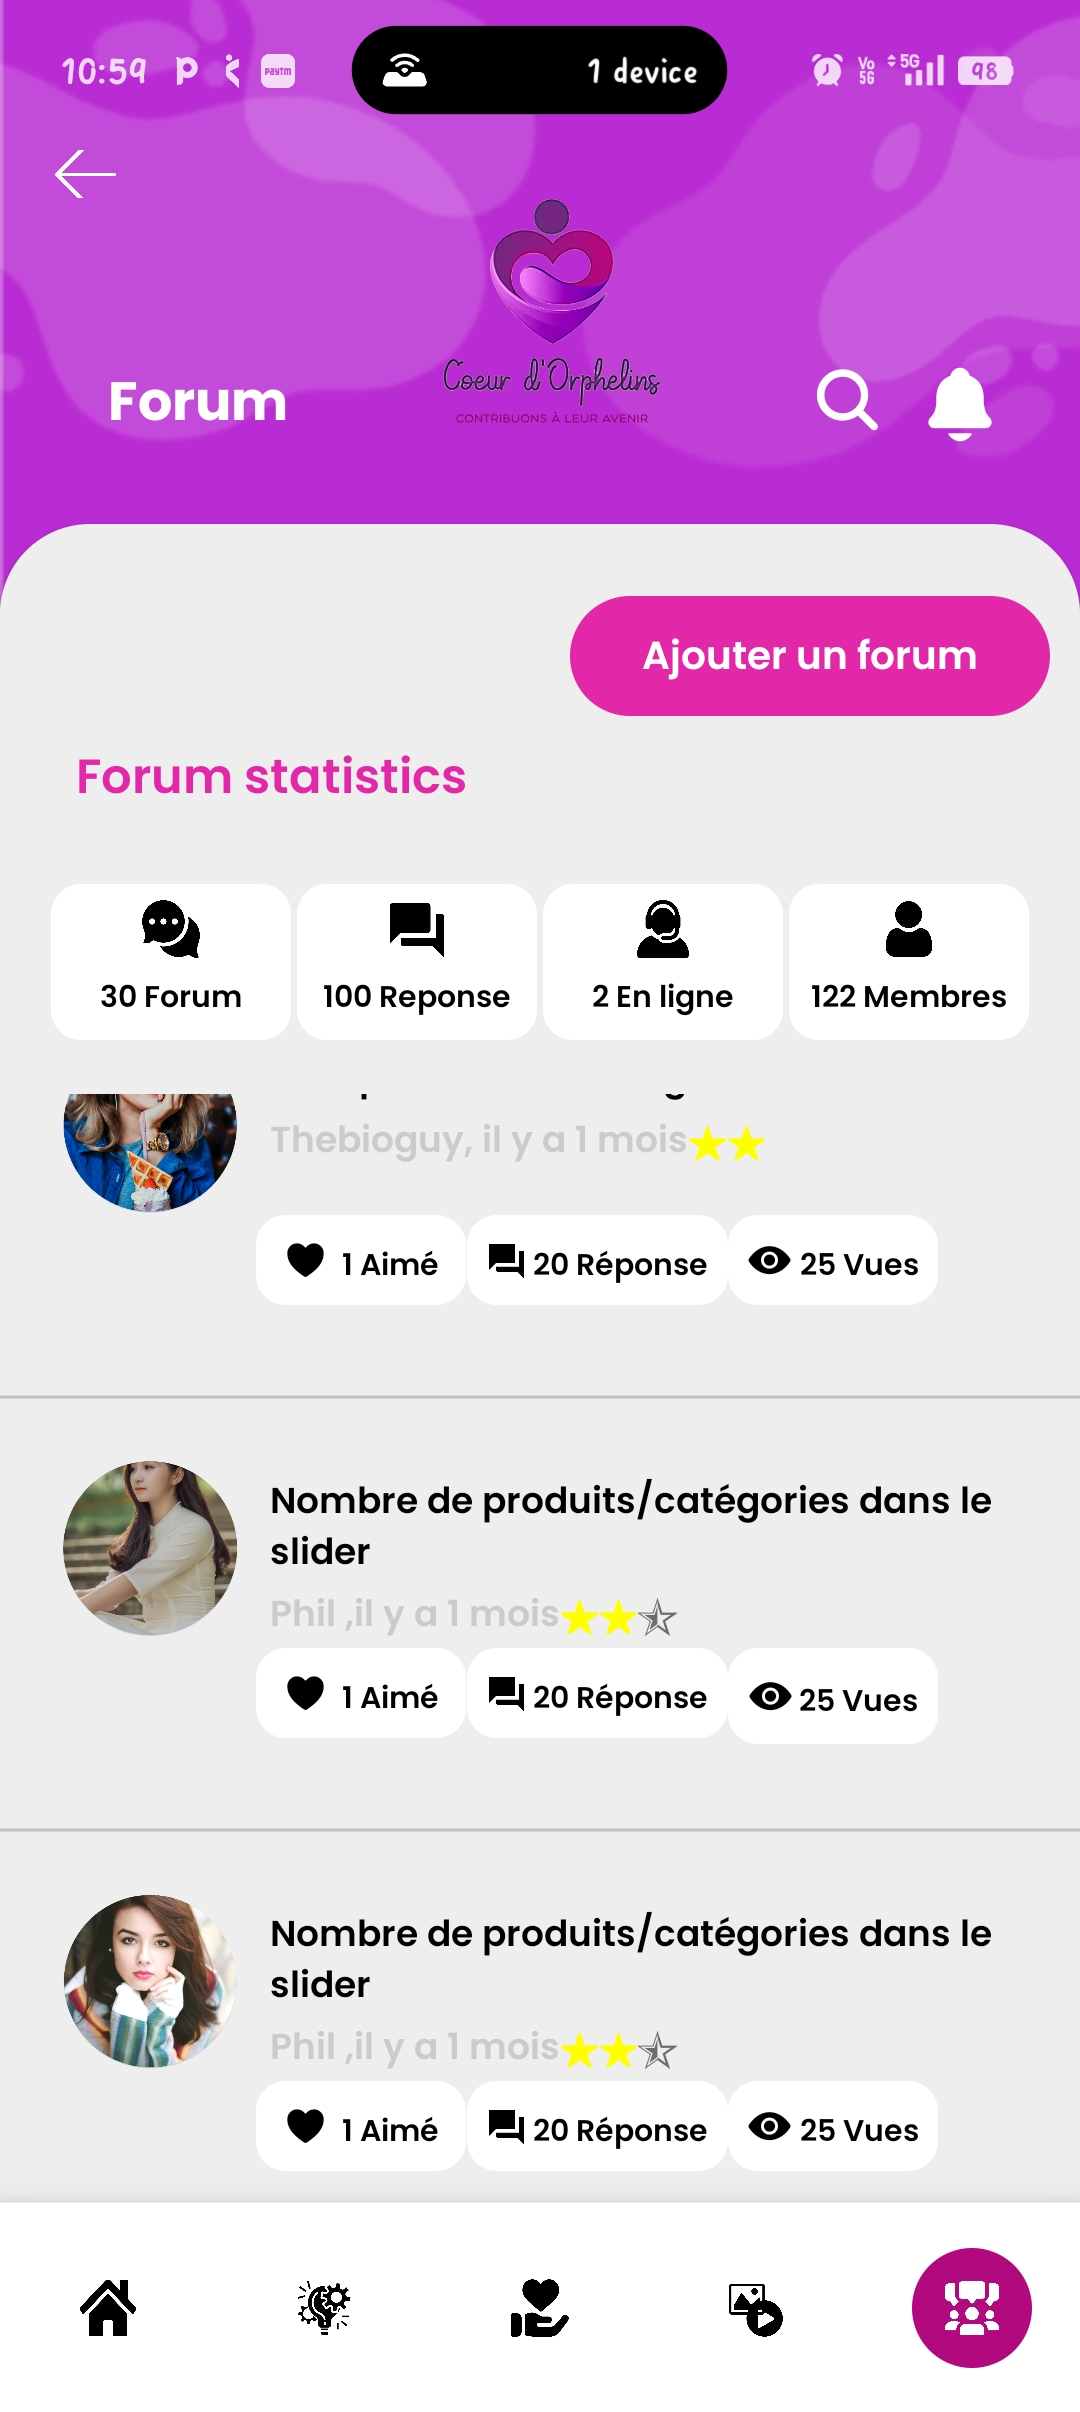 10:59
paytm
1 device
Vo 5G
5G
98
Coeur d'Orphelins
CONTRIBUONS À LEUR AVENIR
Forum
Ajouter un forum
Forum statistics
30 Forum
100 Reponse
2 En ligne
122 Membres
Thebioguy, il y a 1 mois
1 Aimé
20 Réponse
25 Vues
Nombre de produits/catégories dans le
slider
Phil ,il y a 1 mois
1 Aimé
20 Réponse
25 Vues
Nombre de produits/catégories dans le
slider
Phil ,il y a 1 mois
1 Aimé
20 Réponse
25 Vues